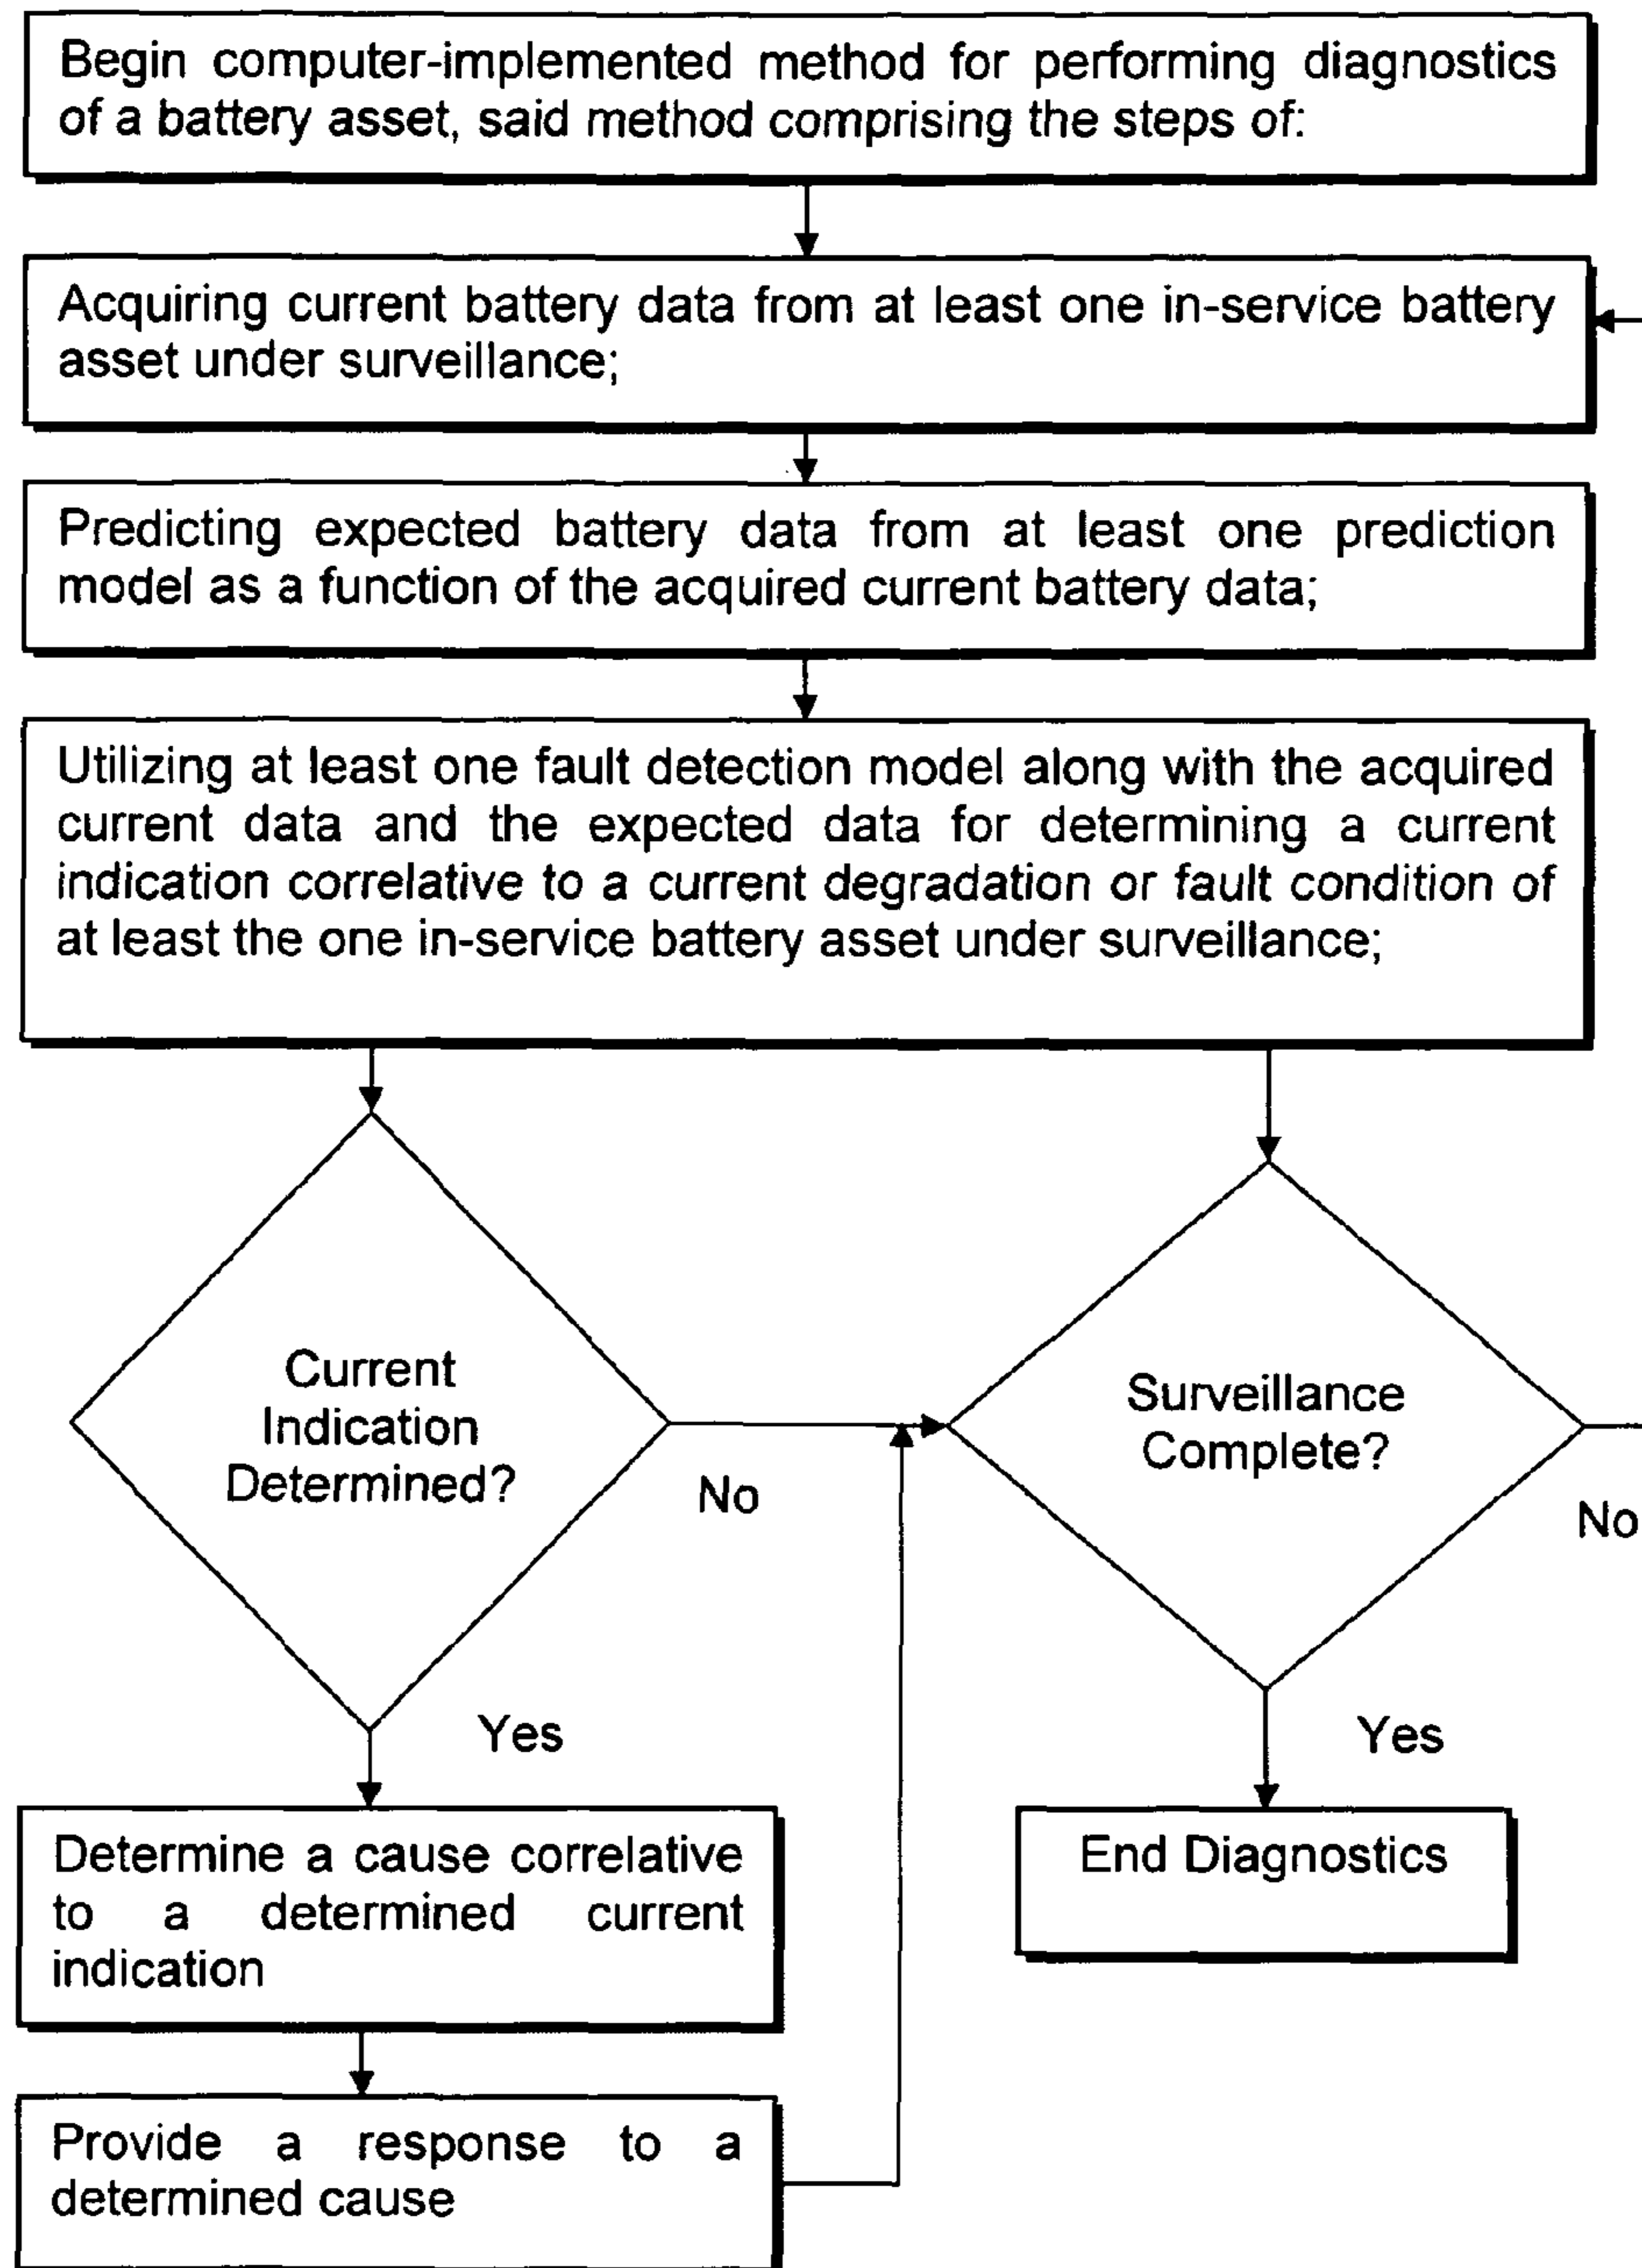 Begin computer-implemented method for performing diagnostics
of a battery asset, said method comprising the steps of:
Acquiring current battery data from at least one in-service battery
asset under surveillance;
Predicting expected battery data from at least one prediction
model as a function of the acquired current battery data;
Utilizing at least one fault detection model along with the acquired
current data and the expected data for determining a current
indication correlative to a current degradation or fault condition of
at least the one in-service battery asset under surveillance;
Current
Indication
Determined?
No
Surveillance
Complete?
No
Yes
Yes
Determine a cause correlative
to a determined current
indication
End Diagnostics
Provide a response to a
determined cause